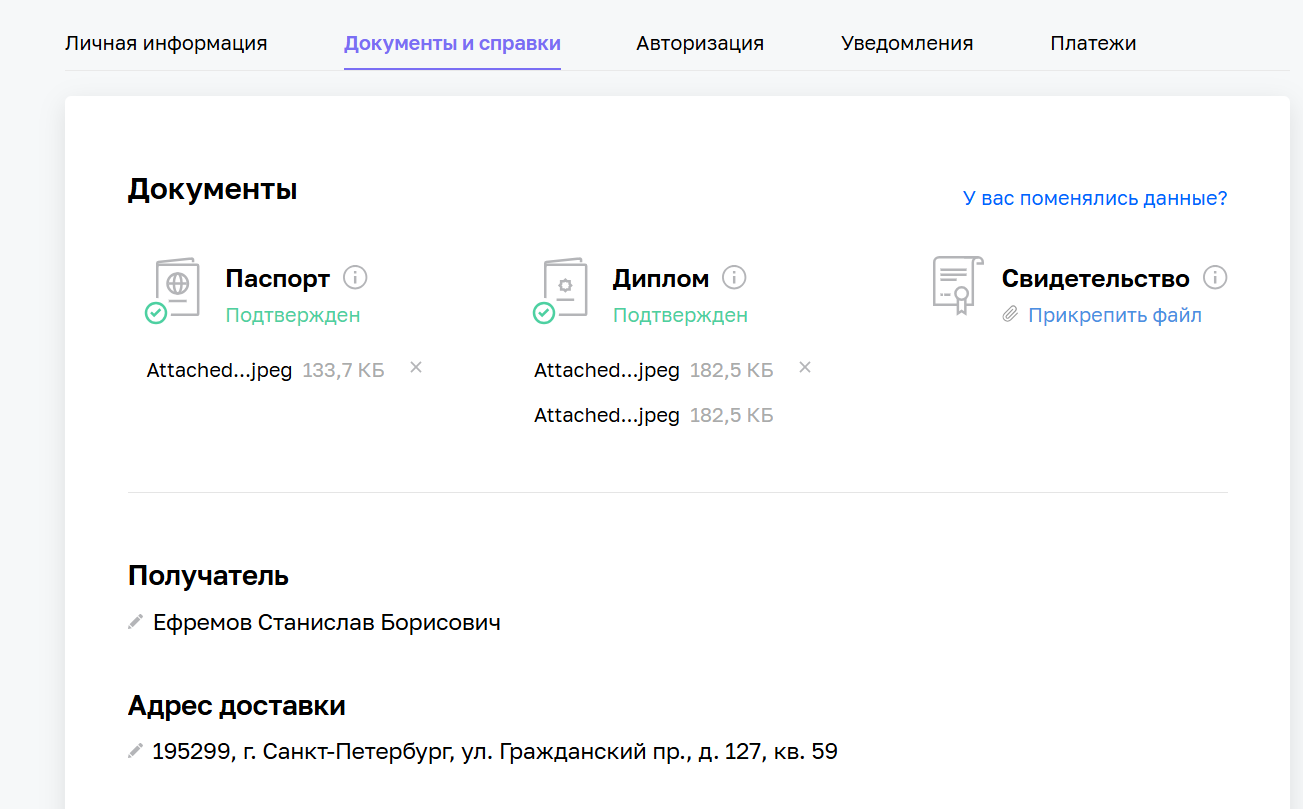 Личная информация Документы и справки Авторизация Уведомления Платежи
Документы
У вас поменялись данные?
Паспорт
Подтвержден
Attached...jpeg 133,7 КБ
Диплом
Подтвержден
Attached...jpeg 182,5 КБ
Attached...jpeg 182,5 КБ
Свидетельство
Прикрепить файл
Получатель
Ефремов Станислав Борисович
Адрес доставки
195299, г. Санкт-Петербург, ул. Гражданский пр., д. 127, кв. 59